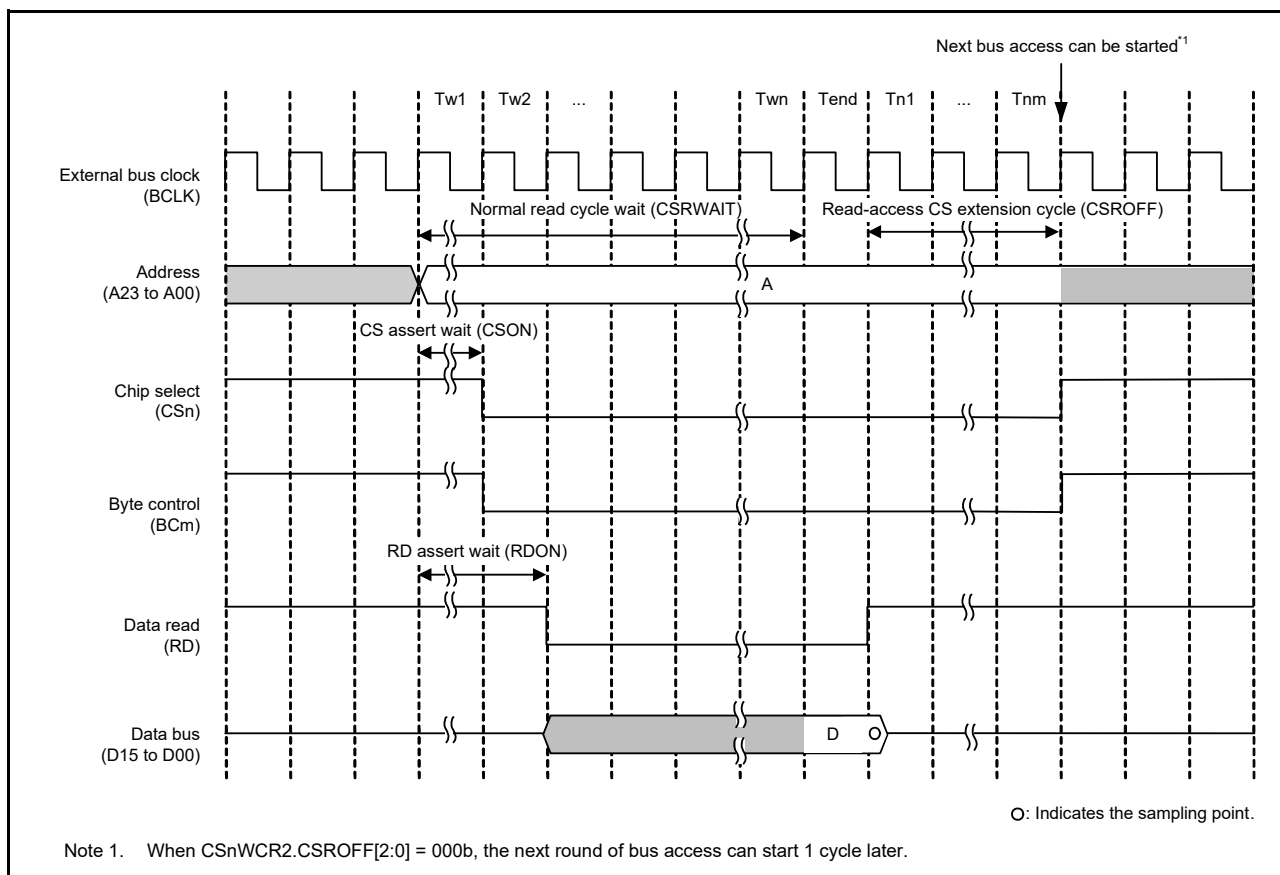 Next bus access can be started*1
Tw1 Tw2 ... Twn Tend Tn1 ... Tnm
External bus clock
(BCLK)
Normal read cycle wait (CSRWAIT) Read-access CS extension cycle (CSROFF)
Address
(A23 to A00)
A
CS assert wait (CSON)
Chip select
(CSn)
Byte control
(BCm)
RD assert wait (RDON)
Data read
(RD)
Data bus
(D15 to D00)
D
O: Indicates the sampling point.
Note 1. When CSnWCR2.CSROFF[2:0] = 000b, the next round of bus access can start 1 cycle later.